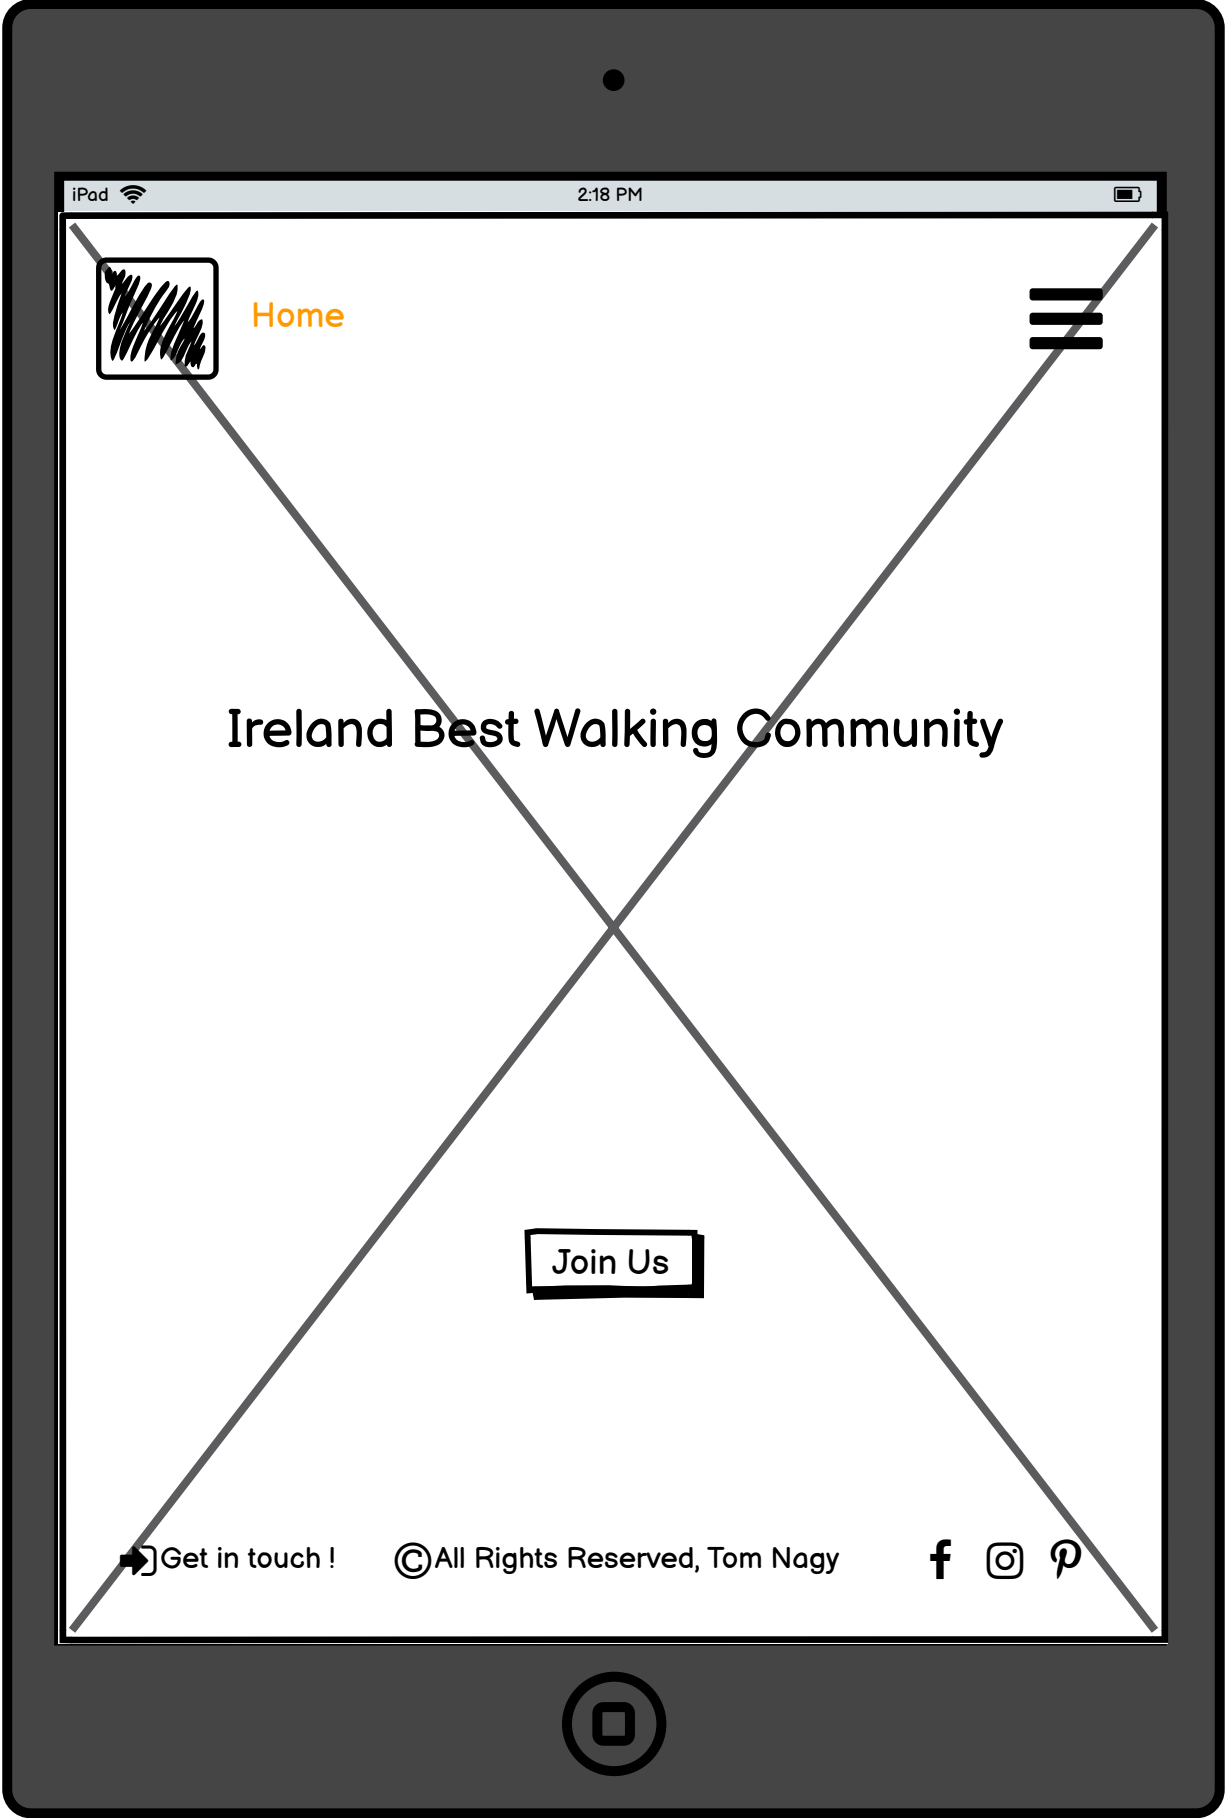 iPad 2:18 PM
Home
Ireland Best Walking Community
Join Us
Get in touch ! ©All Rights Reserved, Tom Nagy